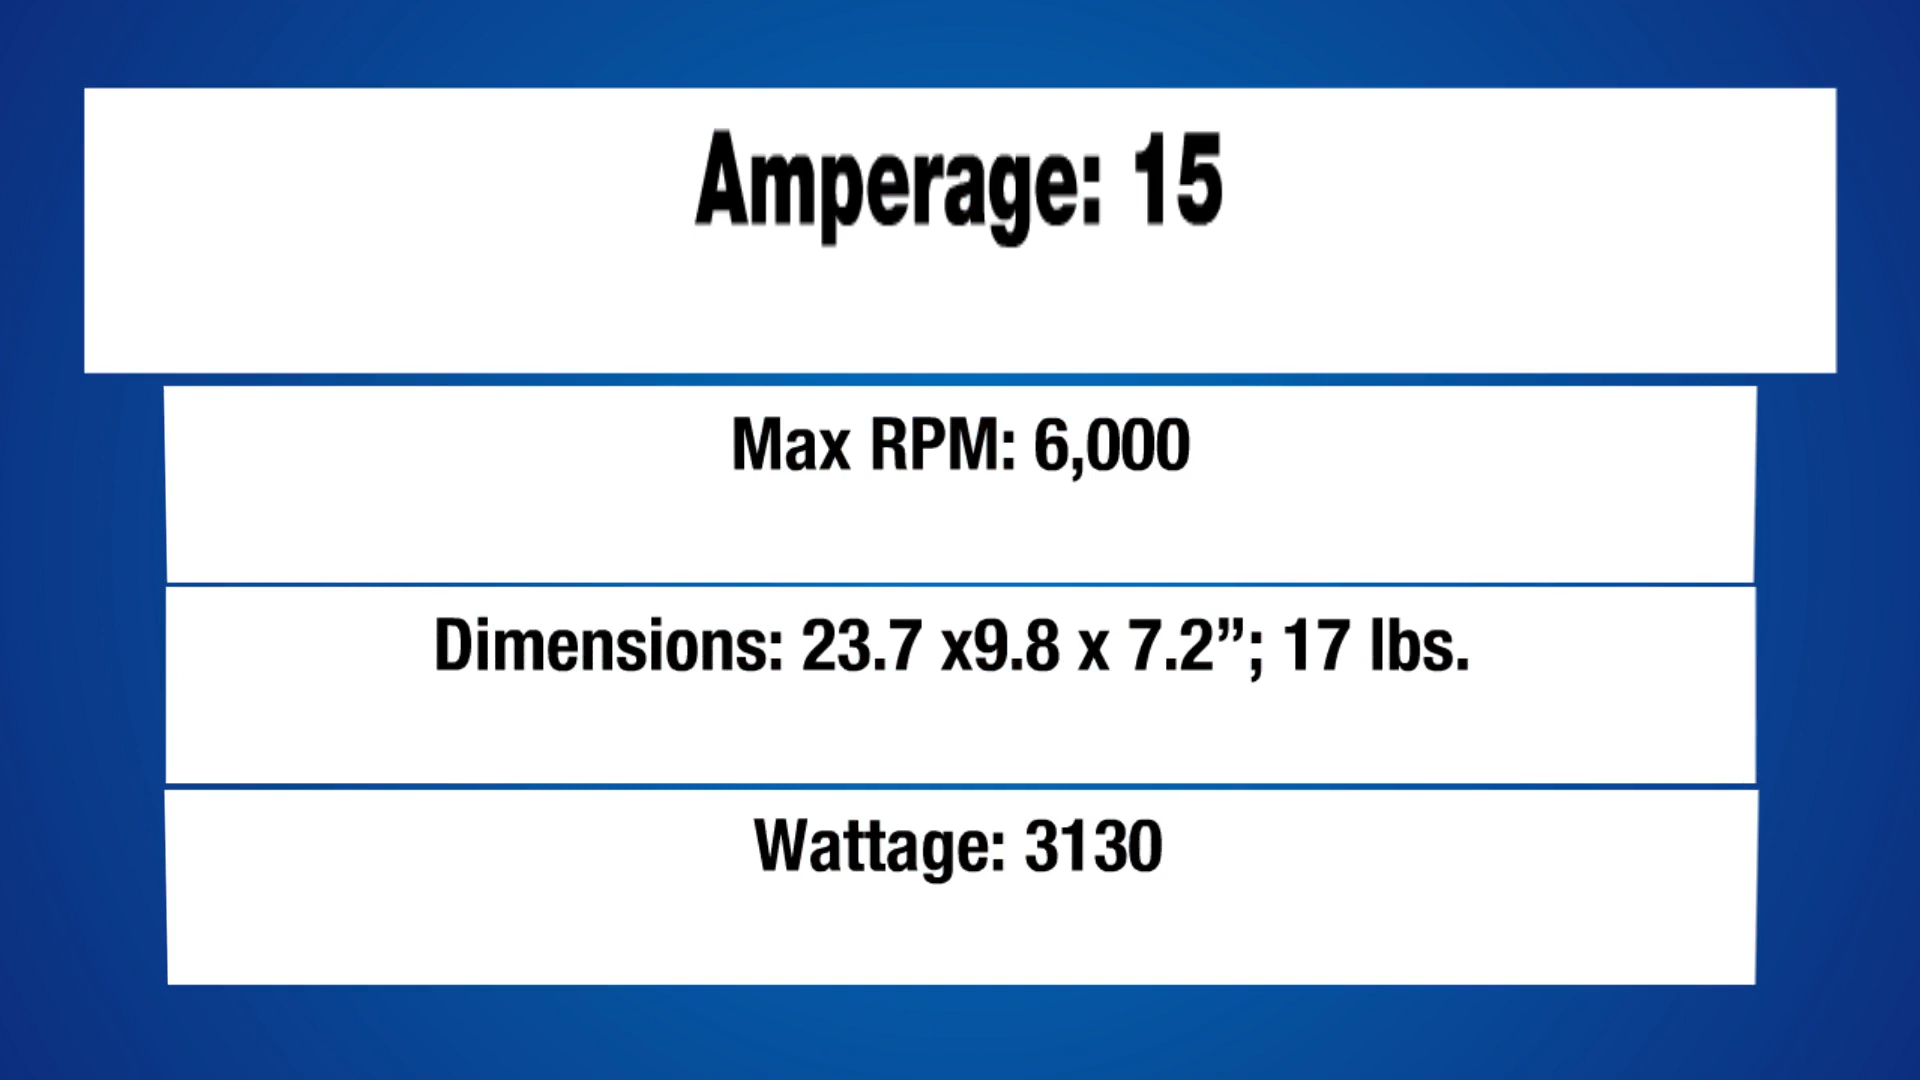 Amperage: 15
Max RPM: 6,000
Dimensions: 23.7 x9.8 x 7.2”; 17 lbs.
Wattage: 3130